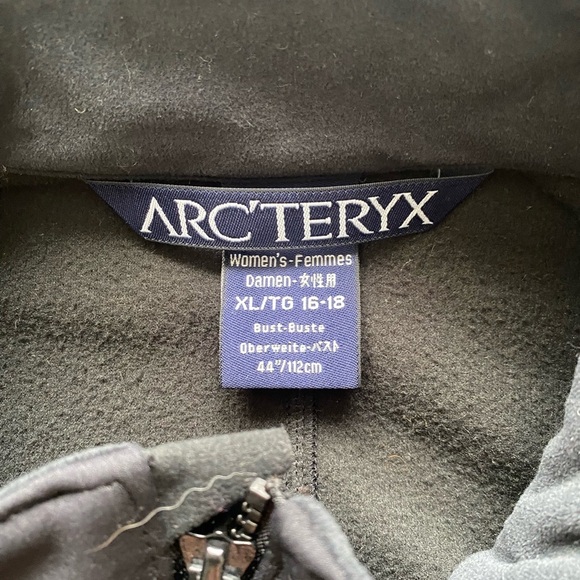 ARC'TERYX
Women's-Femmes
Damen-女性用
XL/TG 16-18
Bust-Buste
Oberweite-バスト
44"/112cm